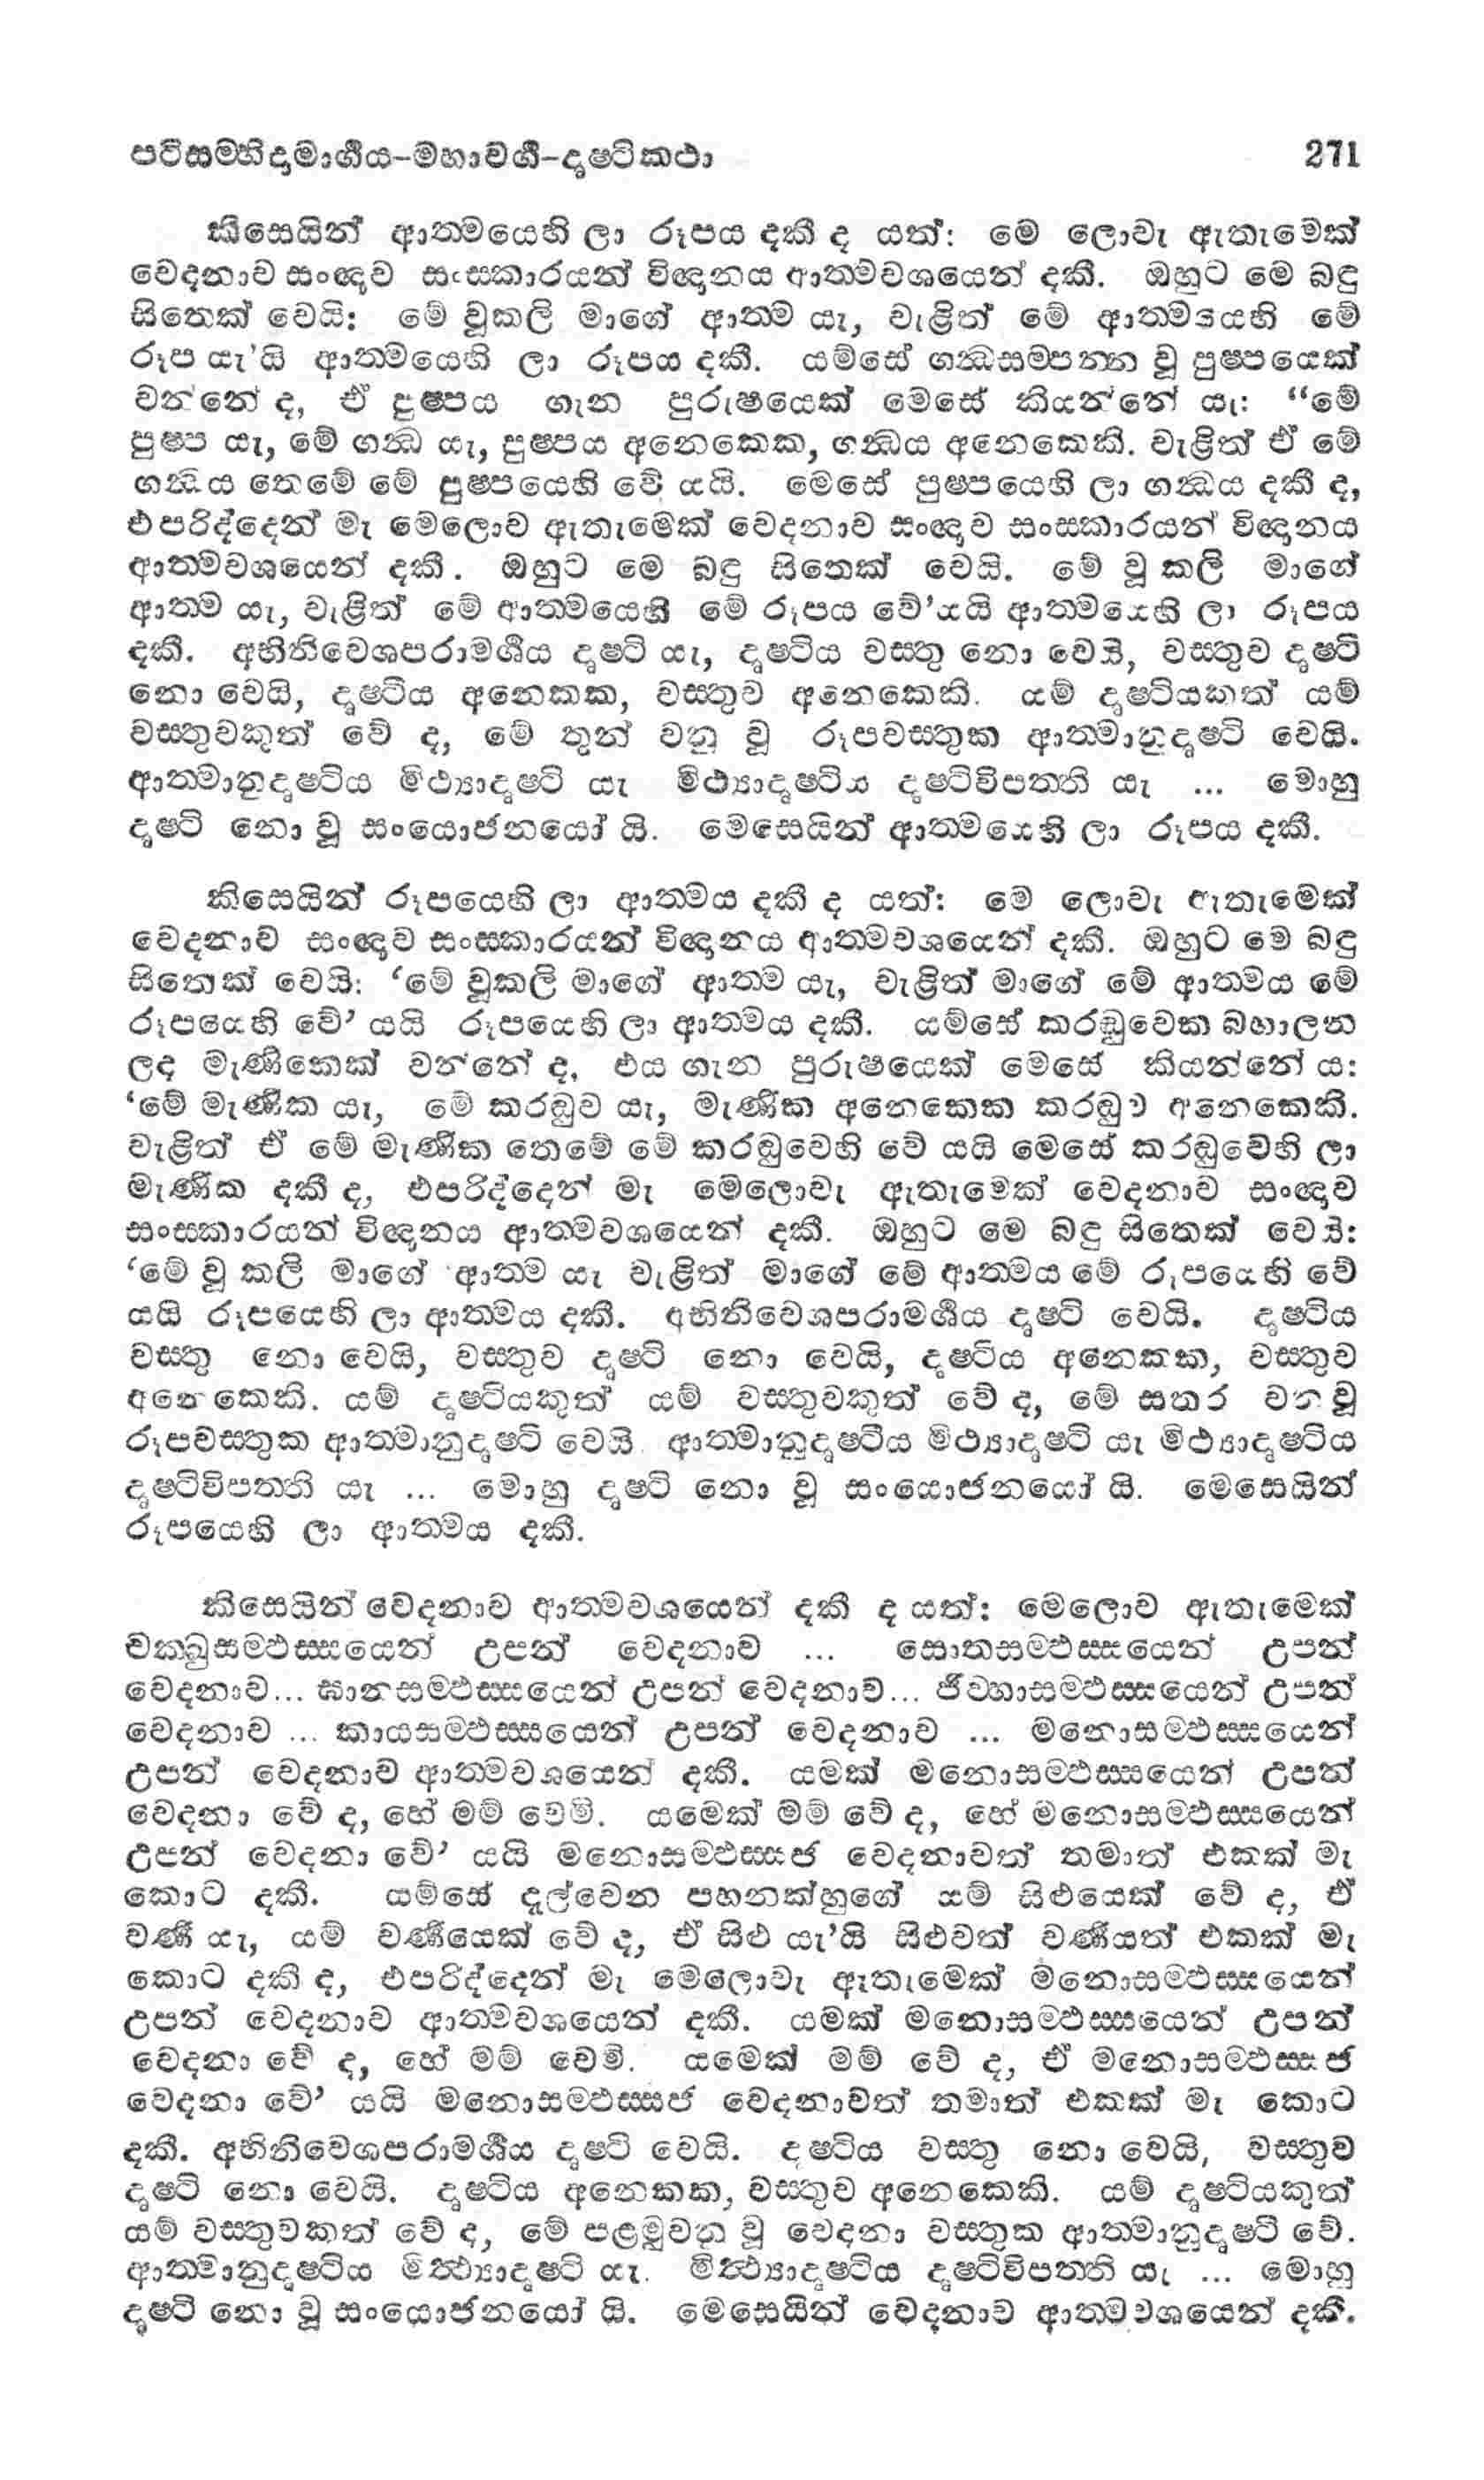 පටිසම්භිදාමාර්‍ගය-මහාවර්‍ග-දෘෂ්ටිකථා 271
කිසෙයින් ආත්මයෙහි ලා රූපය දකී ද යත්: මෙ ලොවැ ඇතැමෙක්
වෙදනාව සංඥාව සංස්කාරයන් විඥානය ආත්මවශයෙන් දකී. ඔහුට මෙ බඳු
සිතෙක් වෙයි: මේ වූකලි මාගේ ආත්ම යැ, වැළිත් මේ ආත්මයෙහි මේ
රූප යැ’යි ආත්මයෙහි ලා රූපය දකී. යම්සේ ගන්‍ධසම්පන්න වූ පුෂ්පයෙක්
වන්නේ ද, ඒ පුෂ්පය ගැන පුරුෂයෙක් මෙසේ කියන්නේ යැ: “මේ
පුෂ්ප යැ, මේ ගන්‍ධ යැ, පුෂ්පය අනෙකෙක, ගන්‍ධය අනෙකෙකි. වැළිත් ඒ මේ
ගන්‍ධය තෙමේ මේ පුෂ්පයෙහි වේ යයි. මෙසේ පුෂ්පයෙහි ලා ගන්‍ධය දකී ද,
එපරිද්දෙන් මැ මෙලොව ඇතැමෙක් වෙදනාව සංඥාව සංස්කාරයන් විඥානය
ආත්මවශයෙන් දකී. ඔහුට මෙ බඳු සිතෙක් වෙයි. මේ වූ කලි මාගේ
ආත්ම යැ, වැළිත් මේ ආත්මයෙහි මේ රූපය වේ’යයි ආත්මයෙහි ලා රූපය
දකී. අභිනිවෙශපරාමර්‍ශය දෘෂ්ටි යැ, දෘෂ්ටිය වස්තු නො වෙයි, වස්තුව දෘෂ්ටි
නො වෙයි, දෘෂ්ටිය අනෙකක, වස්තුව අනෙකෙකි. යම් දෘෂ්ටියකත් යම්
වස්තුවකුත් වේ ද, මේ තුන් වනු වූ රූපවස්තුක ආත්මානුදෘෂ්ටි වෙයි.
ආත්මානුදෘෂ්ටිය මිථ්‍යාදෘෂ්ටි යැ මිථ්‍යාදෘෂ්ටිය දෘෂ්ටිවිපත්ති යැ ... මොහු
දෘෂ්ටි නො වූ සංයොජනයෝ යි. මෙසෙයින් ආත්මයෙහි ලා රූපය දකී.
කිසෙයින් රූපයෙහි ලා ආත්මය දකී ද යත්: මෙ ලොවැ ඇතැමෙක්
වෙදනාව සංඥාව සංස්කාරයන් විඥානය ආත්මවශයෙන් දකී. ඔහුට මෙ බඳු
සිතෙක් වෙයි: ‘මේ වූකලි මාගේ ආත්ම යැ, වැළිත් මාගේ මේ ආත්මය මේ
රූපයෙහි වේ’ යයි රූපයෙහි ලා ආත්මය දකී. යම්සේ කරඬුවෙක බහාලන
ලද මැණිකෙක් වන්නේ ද, එය ගැන පුරුෂයෙක් මෙසේ කියන්නේ ය:
‘මේ මැණික යැ, මේ කරඬුව යැ, මැණික අනෙකෙක කරඬුව අනෙකෙකි.
වැළිත් ඒ මේ මැණික තෙමේ මේ කරඬුවෙහි වේ යයි මෙසේ කරඬුවෙහි ලා
මැණික දකී ද, එපරිද්දෙන් මැ මෙලොවැ ඇතැමෙක් වෙදනාව සංඥාව
සංස්කාරයන් විඥානය ආත්මවශයෙන් දකී. ඔහුට මෙ බඳු සිතෙක් වෙයි:
‘මේ වූ කලි මාගේ ආත්ම යැ වැළිත් මාගේ මේ ආත්මය මේ රූපයෙහි වේ
යයි රූපයෙහි ලා ආත්මය දකී. අභිනිවෙශපරාමර්‍ශය දෘෂ්ටි වෙයි. දෘෂ්ටිය
වස්තු නො වෙයි, වස්තුව දෘෂ්ටි නො වෙයි, දෘෂ්ටිය අනෙකක, වස්තුව
අනෙකෙකි. යම් දෘෂ්ටියකුත් යම් වස්තුවකුත් වේ ද, මේ සතර වන වූ
රූපවස්තුක ආත්මානුදෘෂ්ටි වෙයි. ආත්මානුදෘෂ්ටිය මිථ්‍යාදෘෂ්ටි යැ මිථ්‍යාදෘෂ්ටිය
දෘෂ්ටිවිපත්ති යැ ... මොහු දෘෂ්ටි නො වූ සංයොජනයෝ යි. මෙසෙයින්
රූපයෙහි ලා ආත්මය දකී.
කිසෙයින් වෙදනාව ආත්මවශයෙන් දකී ද යත්: මෙලොව ඇතැමෙක්
චක්ඛුසම්ඵස්සයෙන් උපන් වෙදනාව ... සොතසම්ඵස්සයෙන් උපන්
වෙදනාව... ඝානසම්ඵස්සයෙන් උපන් වෙදනාව... ජිව්හාසම්ඵස්සයෙන් උපන්
වෙදනාව ... කායසම්ඵස්සයෙන් උපන් වෙදනාව ... මනොසම්ඵස්සයෙන්
උපන් වෙදනාව ආත්මවශයෙන් දකී. යමක් මනොසම්ඵස්සයෙන් උපන්
වෙදනා වේ ද, හේ මම් වෙමි. යමෙක් මම් වේ ද, හේ මනොසම්ඵස්සයෙන්
උපන් වෙදනා වේ’ යයි මනොසම්ඵස්සජ වෙදනාවත් තමාත් එකක් මැ
කොට දකී. යම්සේ දැල්වෙන පහනක්හුගේ යම් සිළුයෙක් වේ ද, ඒ
වර්‍ණ යැ, යම් වර්‍ණයෙක් වේ ද, ඒ සිළු යැ’යි සිළුවත් වර්‍ණයත් එකක් මැ
කොට දකී ද, එපරිද්දෙන් මැ මෙලොවැ ඇතැමෙක් මනොසම්ඵස්සයෙන්
උපන් වෙදනාව ආත්මවශයෙන් දකී. යමක් මනොසම්ඵස්සයෙන් උපන්
වෙදනා වේ ද, හේ මම් වෙමි. යමෙක් මම් වේ ද, ඒ මනොසම්ඵස්සජ
වෙදනා වේ’ යයි මනොසම්ඵස්සජ වෙදනාවත් තමාත් එකක් මැ කොට
දකී. අභිනිවෙශපරාමර්‍ශය දෘෂ්ටි වෙයි. දෘෂ්ටිය වස්තු නො වෙයි, වස්තුව
දෘෂ්ටි නො වෙයි. දෘෂ්ටිය අනෙකක, වස්තුව අනෙකෙකි. යම් දෘෂ්ටියකුත්
යම් වස්තුවකත් වේ ද, මේ පළමුවනු වූ වෙදනා වස්තුක ආත්මානුදෘෂ්ටි වේ.
ආත්මානුදෘෂ්ටිය මිත්‍ථ්‍යාදෘෂ්ටි යැ. මිත්‍ථ්‍යාදෘෂ්ටිය දෘෂ්ටිවිපත්ති යැ ... මොහු
දෘෂ්ටි නො වූ සංයොජනයෝ යි. මෙසෙයින් වෙදනාව ආත්මවශයෙන් දකී.